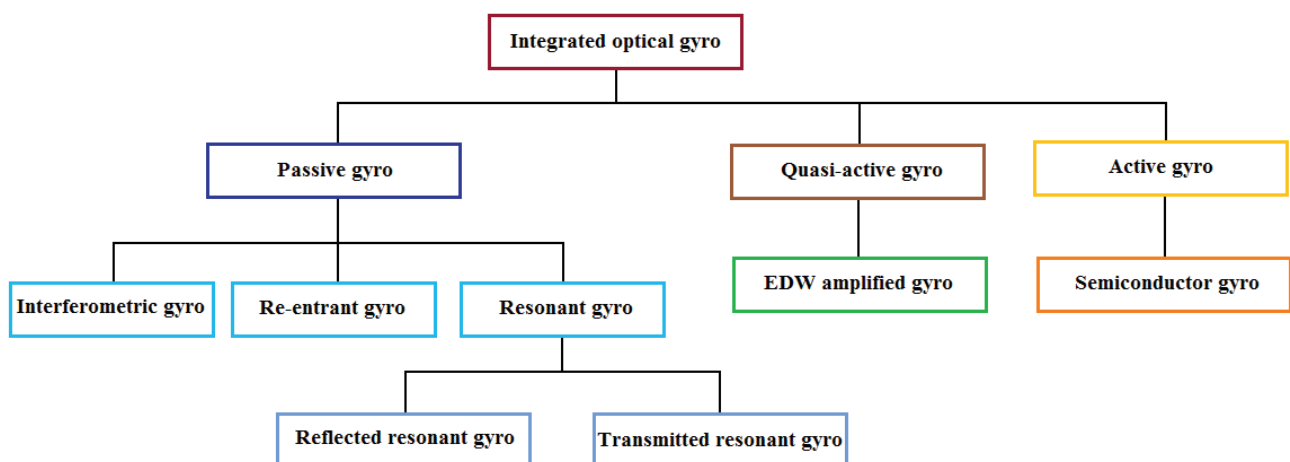 Integrated optical gyro
Passive gyro
Quasi-active gyro
Active gyro
Interferometric gyro
Re-entrant gyro
Resonant gyro
EDW amplified gyro
Semiconductor gyro
Reflected resonant gyro
Transmitted resonant gyro